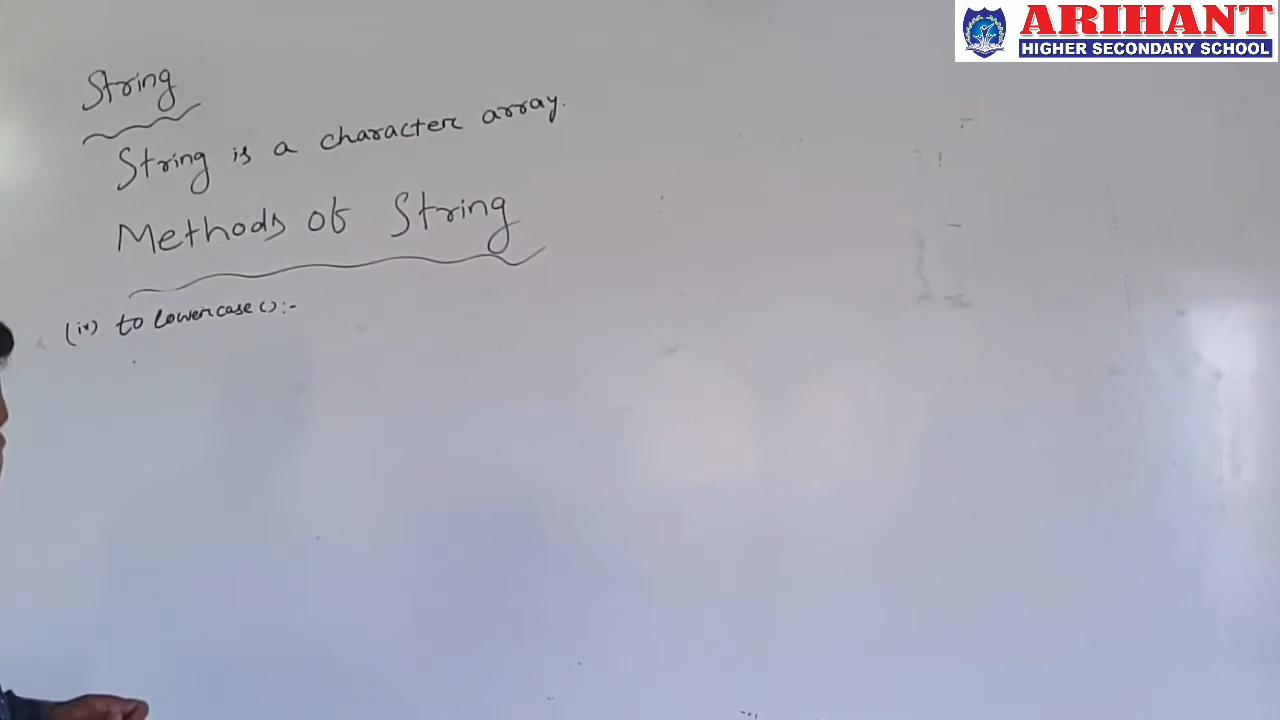 ARIHANT
HIGHER SECONDARY SCHOOL
String
String is a character array.
Methods of String
(iv) to Lowercase():-